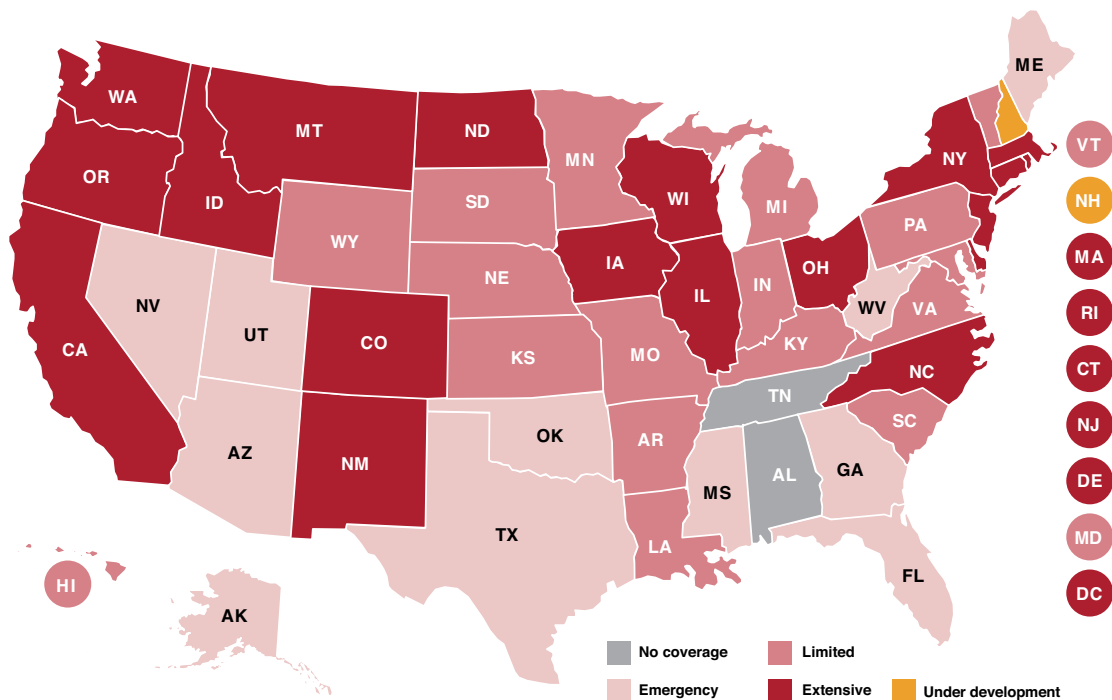 ME
WA
MT
ND
MN
VT
NY
OR
ID
WI
NH
SD
MI
PA
WY
MA
IA
OH
NE
IN
IL
NV
WV
VA
RI
UT
CO
CA
KS
MO
KY
CT
NC
TN
NJ
AZ
NM
OK
AR
SC
MS
AL
GA
DE
TX
LA
MD
HI
FL
DC
AK
No coverage
Limited
Emergency
Extensive
Under development